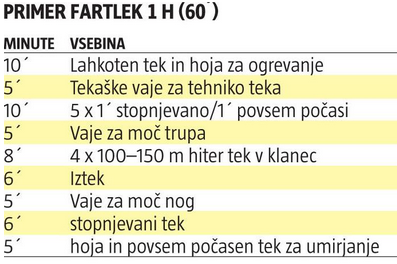 PRIMER FARTLEK 1 H (60´)
MINUTE VSEBINA
10´ Lahkoten tek in hoja za ogrevanje
5´ Tekaške vaje za tehniko teka
10´ 5 x 1´ stopnjevano/1´ povsem počasi
5´ Vaje za moč trupa
8´ 4 x 100–150 m hiter tek v klanec
6´ Iztek
5´ Vaje za moč nog
6´ stopnjevani tek
5´ hoja in povsem počasen tek za umirjanje